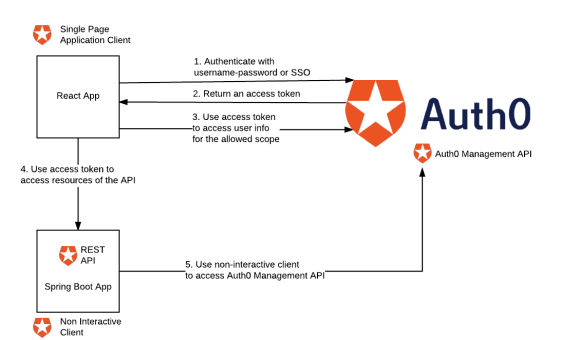 Single Page
Application Client
React App
1. Authenticate with
username-password or SSO
2. Return an access token
3. Use access token
to access user info
for the allowed scope
Auth0
Auth0 Management API
4. Use access token to
access resources of the API
REST
API
Spring Boot App
5. Use non-interactive client
to access Auth0 Management API
Non Interactive
Client